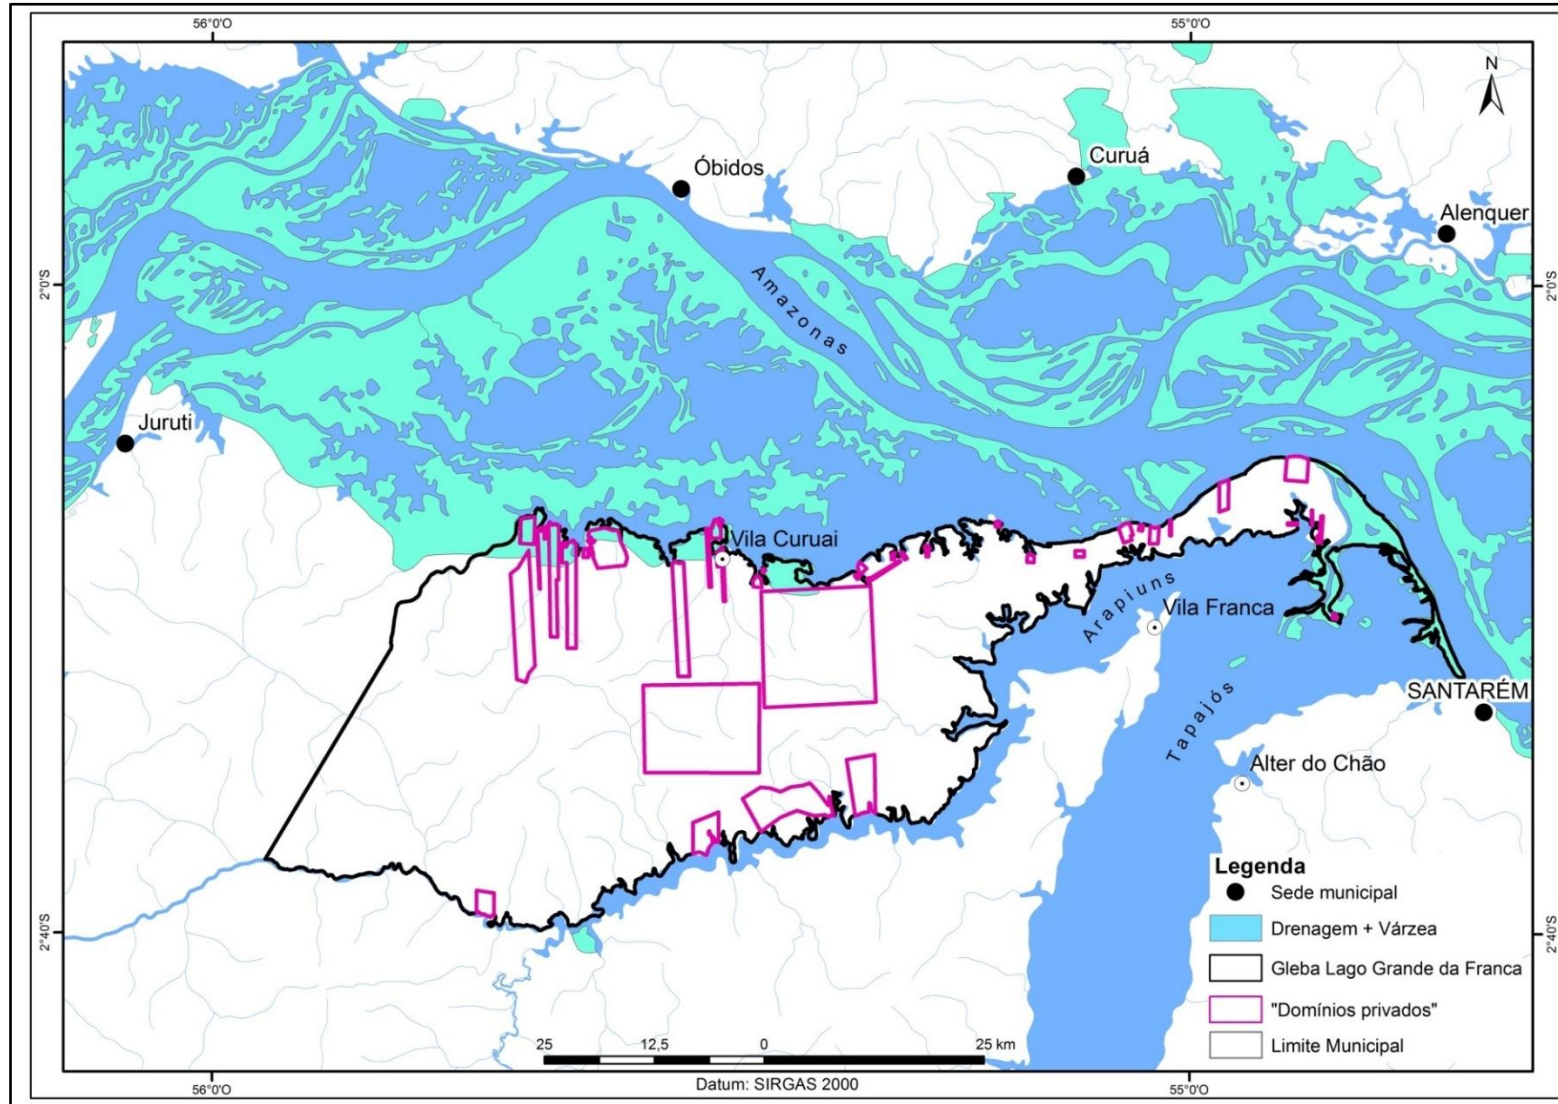 56°0'O
55°0'O
N
Óbidos
Curuá
Alenquer
2°0'S
2°0'S
Amazonas
Juruti
Vila Curuai
Arapiuns
Vila Franca
SANTARÉM
Tapajós
Alter do Chão
Legenda
Sede municipal
Drenagem + Várzea
Gleba Lago Grande da Franca
"Domínios privados"
Limite Municipal
2°40'S
2°40'S
25 12,5 0 25 km
Datum: SIRGAS 2000
56°0'O
55°0'O